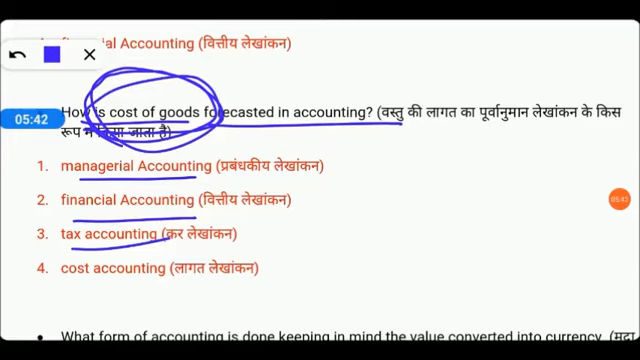 Accounting (वित्तीय लेखांकन)
05:42
How is cost of goods forecasted in accounting? (वस्तु की लागत का पूर्वानुमान लेखांकन के किस
रूप में किया जाता है)
1. managerial Accounting (प्रबंधकीय लेखांकन)
2. financial Accounting (वित्तीय लेखांकन)
05:42
3. tax accounting (कर लेखांकन)
4. cost accounting (लागत लेखांकन)
• What form of accounting is done keeping in mind the value converted into currency. (मुद्रा